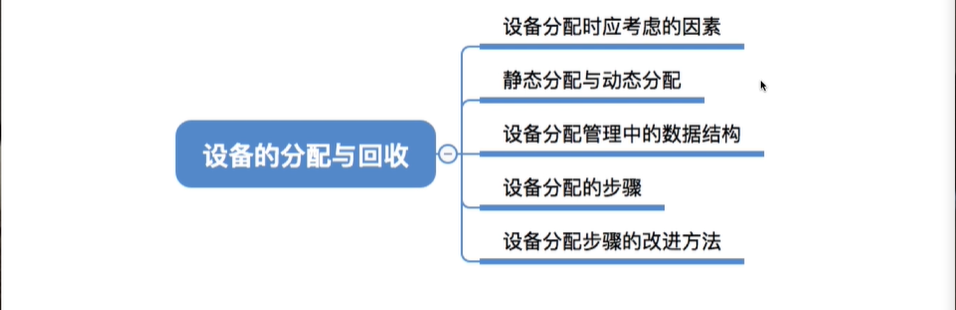 设备分配时应考虑的因素
静态分配与动态分配
设备分配管理中的数据结构
设备的分配与回收
设备分配的步骤
设备分配步骤的改进方法